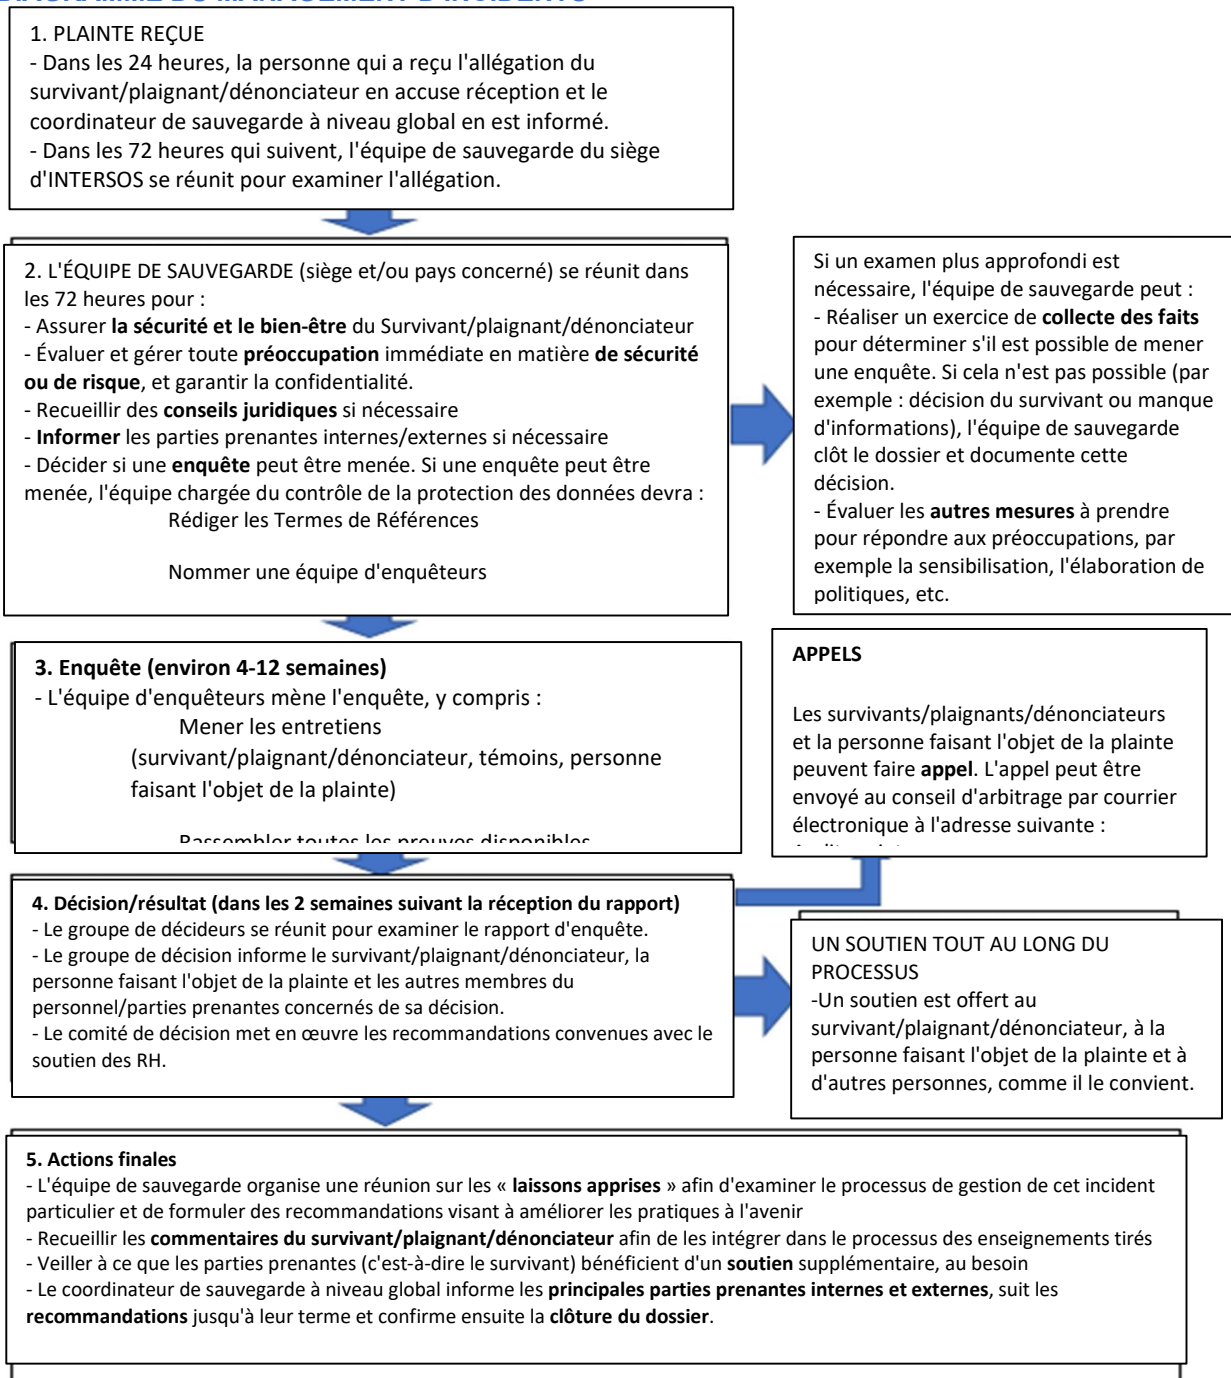 1. PLAINTE REÇUE
- Dans les 24 heures, la personne qui a reçu l'allégation du
survivant/plaignant/dénonciateur en accuse réception et le
coordinateur de sauvegarde à niveau global en est informé.
- Dans les 72 heures qui suivent, l'équipe de sauvegarde du siège
d'INTERSOS se réunit pour examiner l'allégation.
2. L'ÉQUIPE DE SAUVEGARDE (siège et/ou pays concerné) se réunit dans
les 72 heures pour :
- Assurer la sécurité et le bien-être du Survivant/plaignant/dénonciateur
- Évaluer et gérer toute préoccupation immédiate en matière de sécurité
ou de risque, et garantir la confidentialité.
- Recueillir des conseils juridiques si nécessaire
- Informer les parties prenantes internes/externes si nécessaire
- Décider si une enquête peut être menée. Si une enquête peut être
menée, l'équipe chargée du contrôle de la protection des données devra :
Rédiger les Termes de Références
Nommer une équipe d'enquêteurs
Si un examen plus approfondi est
nécessaire, l'équipe de sauvegarde peut :
- Réaliser un exercice de collecte des faits
pour déterminer s'il est possible de mener
une enquête. Si cela n'est pas possible (par
exemple : décision du survivant ou manque
d'informations), l'équipe de sauvegarde
clôt le dossier et documente cette
décision.
- Évaluer les autres mesures à prendre
pour répondre aux préoccupations, par
exemple la sensibilisation, l'élaboration de
politiques, etc.
3. Enquête (environ 4-12 semaines)
- L'équipe d'enquêteurs mène l'enquête, y compris :
Mener les entretiens
(survivant/plaignant/dénonciateur, témoins, personne
faisant l'objet de la plainte)
Rassembler toutes les preuves disponibles
APPELS
Les survivants/plaignants/dénonciateurs
et la personne faisant l'objet de la plainte
peuvent faire appel. L'appel peut être
envoyé au conseil d'arbitrage par courrier
électronique à l'adresse suivante :
4. Décision/résultat (dans les 2 semaines suivant la réception du rapport)
- Le groupe de décideurs se réunit pour examiner le rapport d'enquête.
- Le groupe de décision informe le survivant/plaignant/dénonciateur, la
personne faisant l'objet de la plainte et les autres membres du
personnel/parties prenantes concernés de sa décision.
- Le comité de décision met en œuvre les recommandations convenues avec le
soutien des RH.
UN SOUTIEN TOUT AU LONG DU
PROCESSUS
-Un soutien est offert au
survivant/plaignant/dénonciateur, à la
personne faisant l'objet de la plainte et à
d'autres personnes, comme il le convient.
5. Actions finales
- L'équipe de sauvegarde organise une réunion sur les « laissons apprises » afin d'examiner le processus de gestion de cet incident
particulier et de formuler des recommandations visant à améliorer les pratiques à l'avenir
- Recueillir les commentaires du survivant/plaignant/dénonciateur afin de les intégrer dans le processus des enseignements tirés
- Veiller à ce que les parties prenantes (c'est-à-dire le survivant) bénéficient d'un soutien supplémentaire, au besoin
- Le coordinateur de sauvegarde à niveau global informe les principales parties prenantes internes et externes, suit les
recommandations jusqu'à leur terme et confirme ensuite la clôture du dossier.